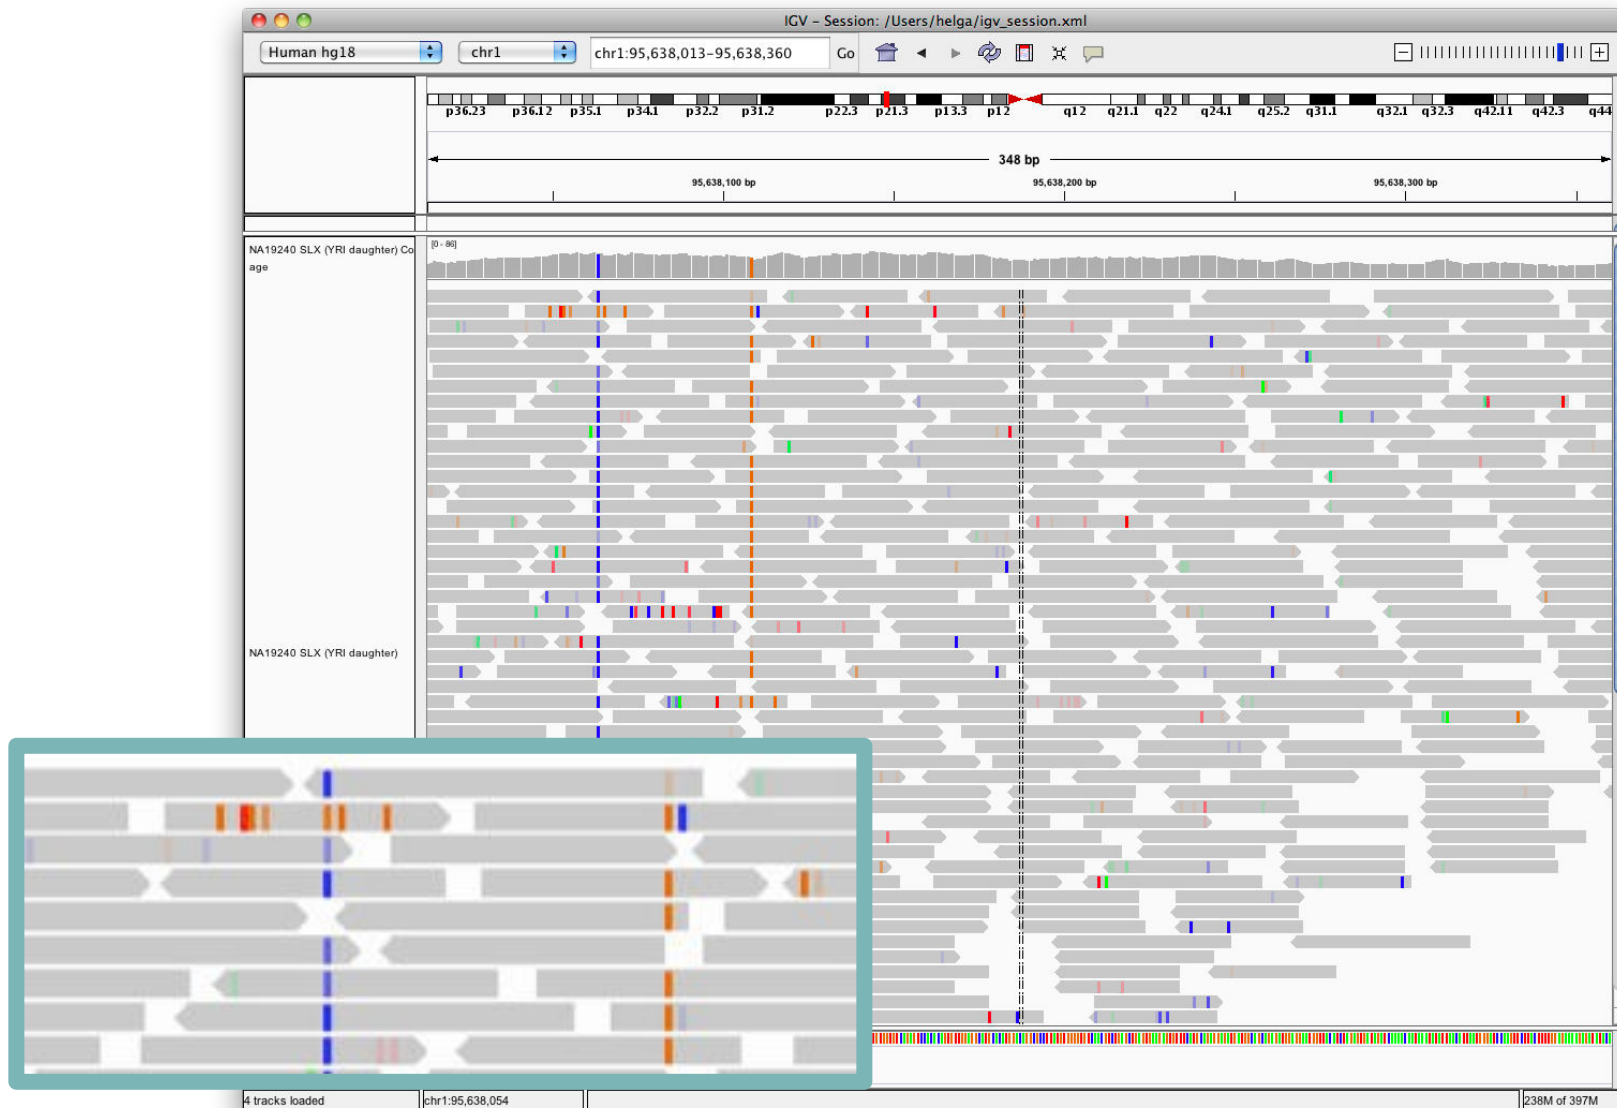 IGV – Session: /Users/helga/igv_session.xml
Human hg18 chr1 chr1:95,638,013-95,638,360 Go
p36.23 p36.12 p35.1 p34.1 p32.2 p31.2 p22.3 p21.3 p13.3 p12 q12 q21.1 q22 q24.1 q25.2 q31.1 q32.1 q32.3 q42.11 q42.3 q44
348 bp
95,638,100 bp 95,638,200 bp 95,638,300 bp
NA19240 SLX (YRI daughter) Co
age
[0 - 86]
NA19240 SLX (YRI daughter)
4 tracks loaded chr1:95,638,054 238M of 397M